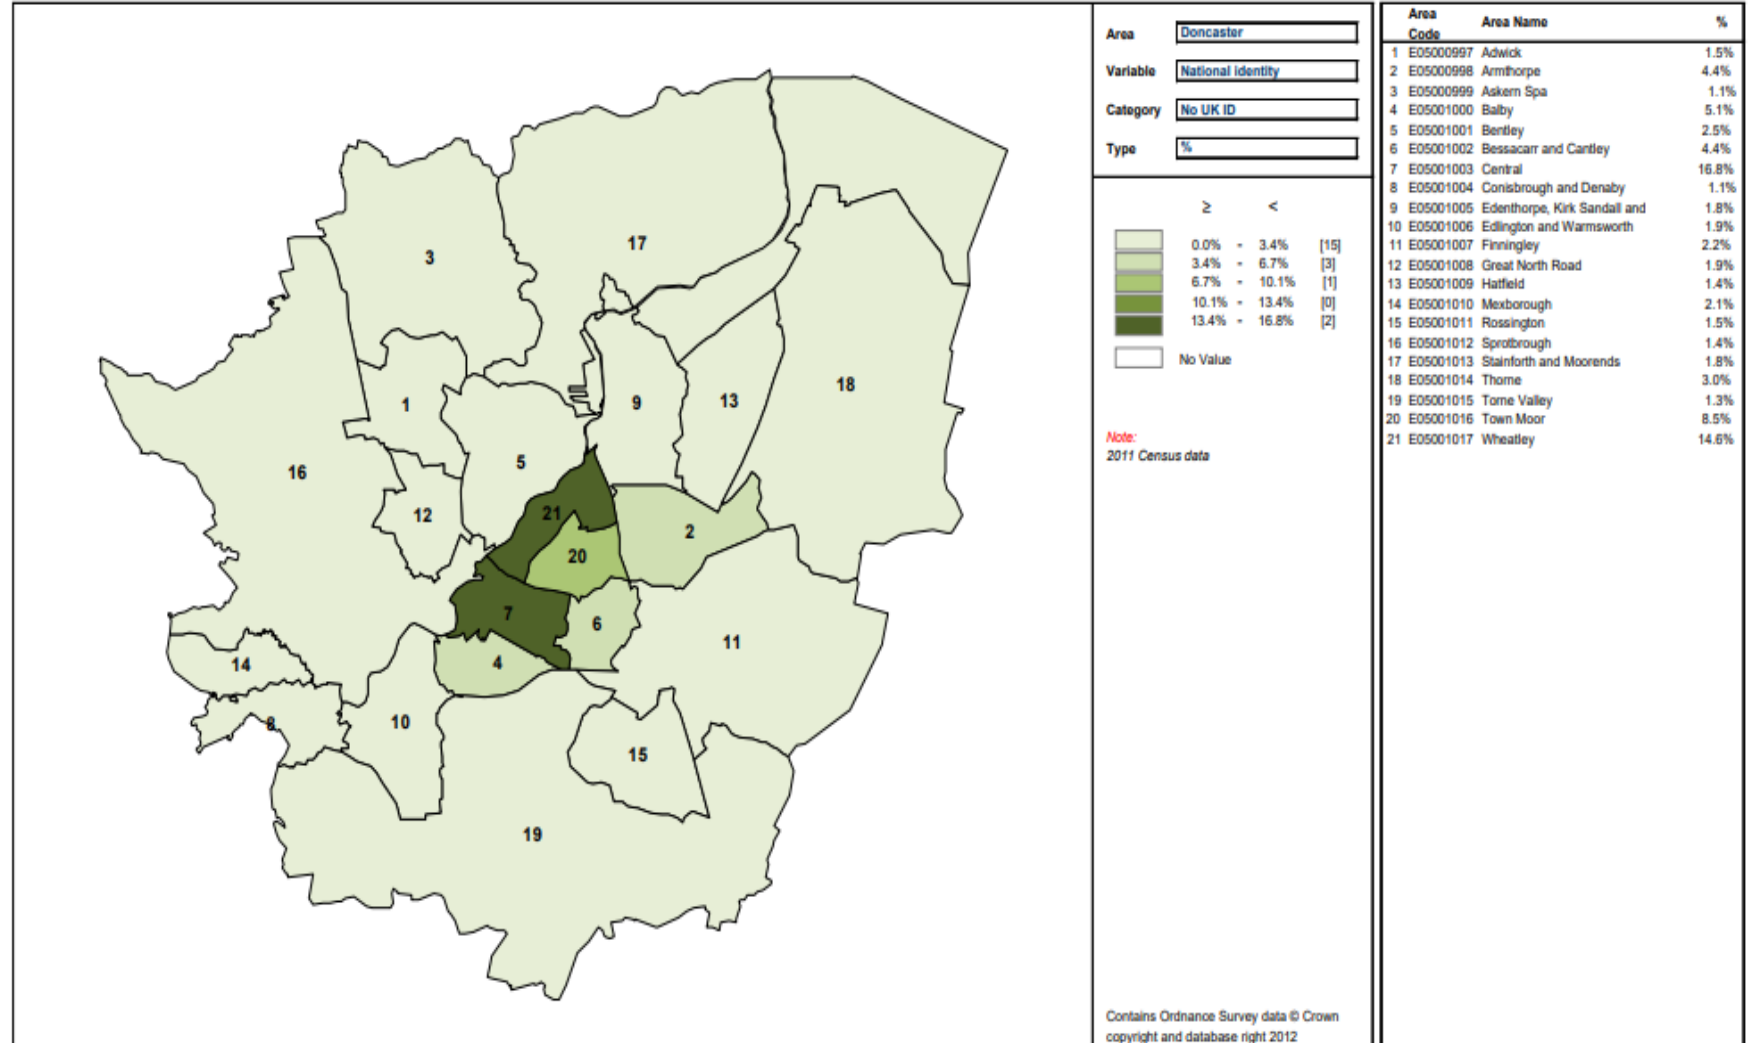 Area Doncaster
Variable National identity
Category No UK ID
Type %
≥ <
0.0% - 3.4% [15]
3.4% - 6.7% [3]
6.7% - 10.1% [1]
10.1% - 13.4% [0]
13.4% - 16.8% [2]
No Value
Note:
2011 Census data
Contains Ordnance Survey data © Crown
copyright and database right 2012
Area
Code Area Name %
1 E05000997 Adwick 1.5%
2 E05000998 Armthorpe 4.4%
3 E05000999 Askern Spa 1.1%
4 E05001000 Balby 5.1%
5 E05001001 Bentley 2.5%
6 E05001002 Bessacarr and Cantley 4.4%
7 E05001003 Central 16.8%
8 E05001004 Conisbrough and Denaby 1.1%
9 E05001005 Edenthorpe, Kirk Sandall and 1.8%
10 E05001006 Edlington and Warmsworth 1.9%
11 E05001007 Finningley 2.2%
12 E05001008 Great North Road 1.9%
13 E05001009 Hatfield 1.4%
14 E05001010 Mexborough 2.1%
15 E05001011 Rossington 1.5%
16 E05001012 Sprotbrough 1.4%
17 E05001013 Stainforth and Moorends 1.8%
18 E05001014 Thorne 3.0%
19 E05001015 Torne Valley 1.3%
20 E05001016 Town Moor 8.5%
21 E05001017 Wheatley 14.6%
17
3
18
1
9
13
5
16
21
12
2
20
7
6
11
4
14
10
8
15
19